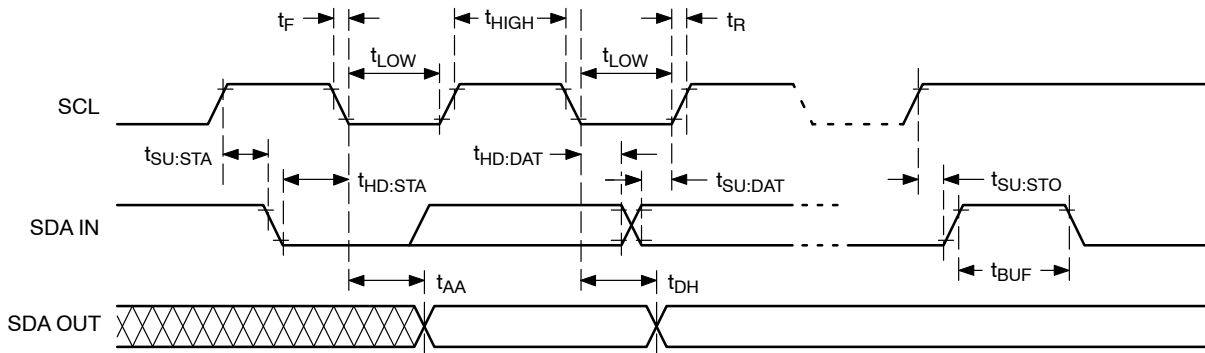 tF
tHIGH
tR
tLOW
tLOW
SCL
tSU:STA
tHD:STA
tHD:DAT
tSU:DAT
tSU:STO
SDA IN
tAA
tDH
tBUF
SDA OUT